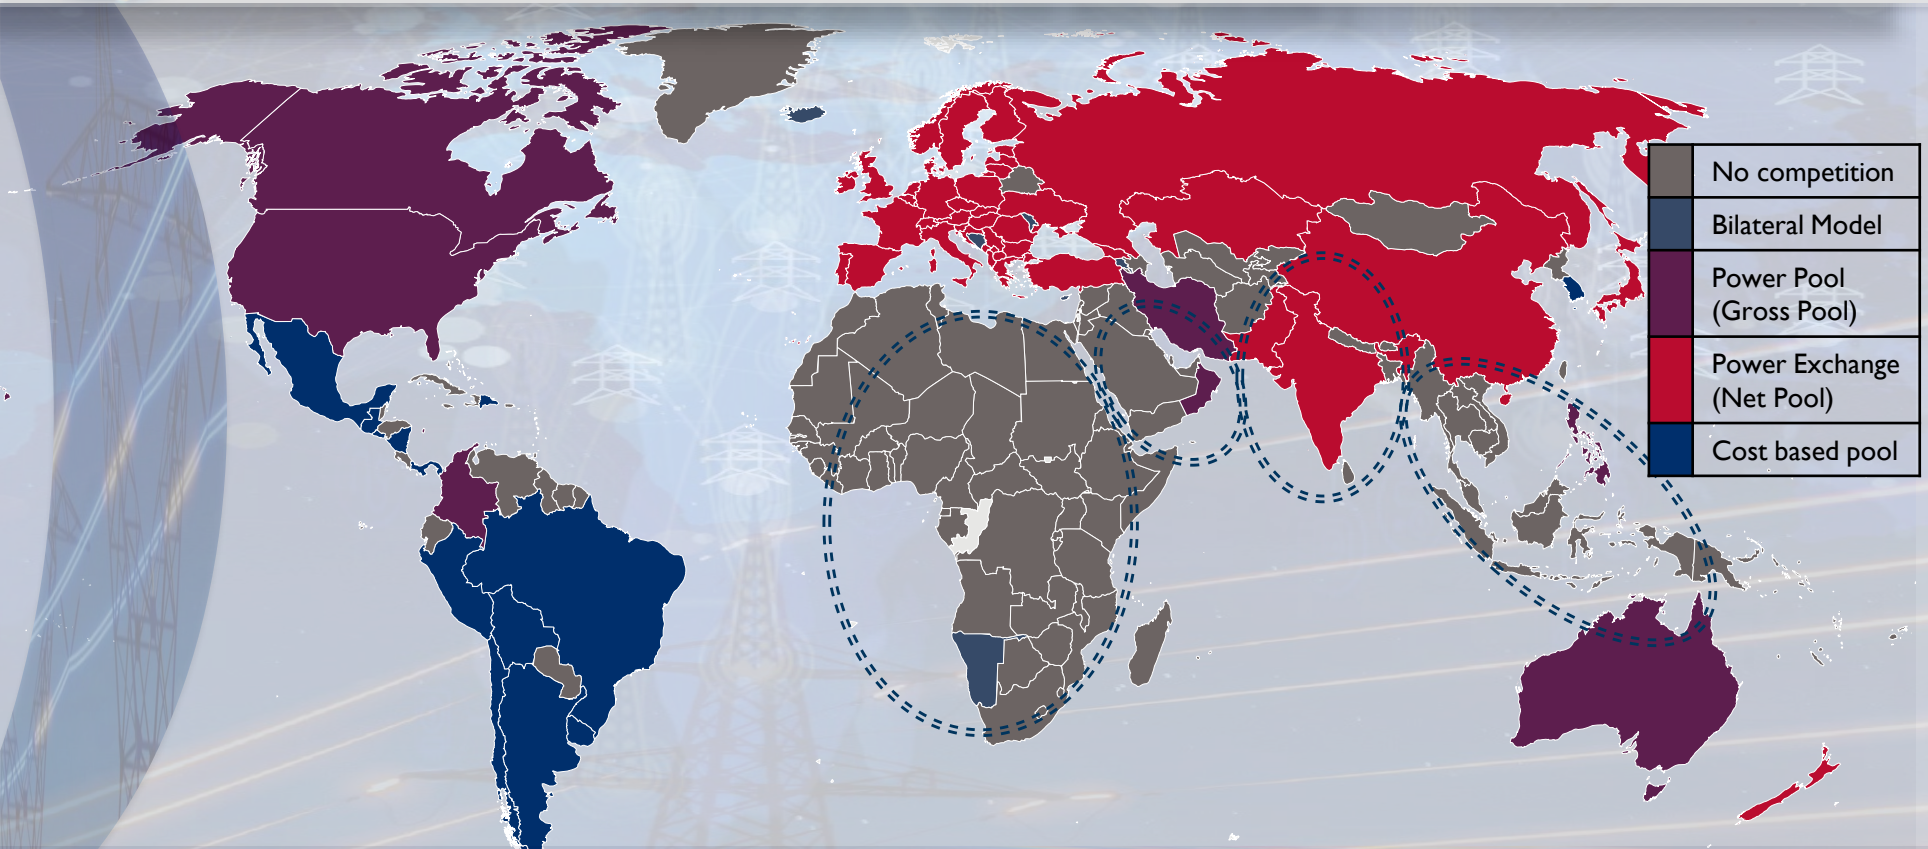 No competition
Bilateral Model
Power Pool
(Gross Pool)
Power Exchange
(Net Pool)
Cost based pool